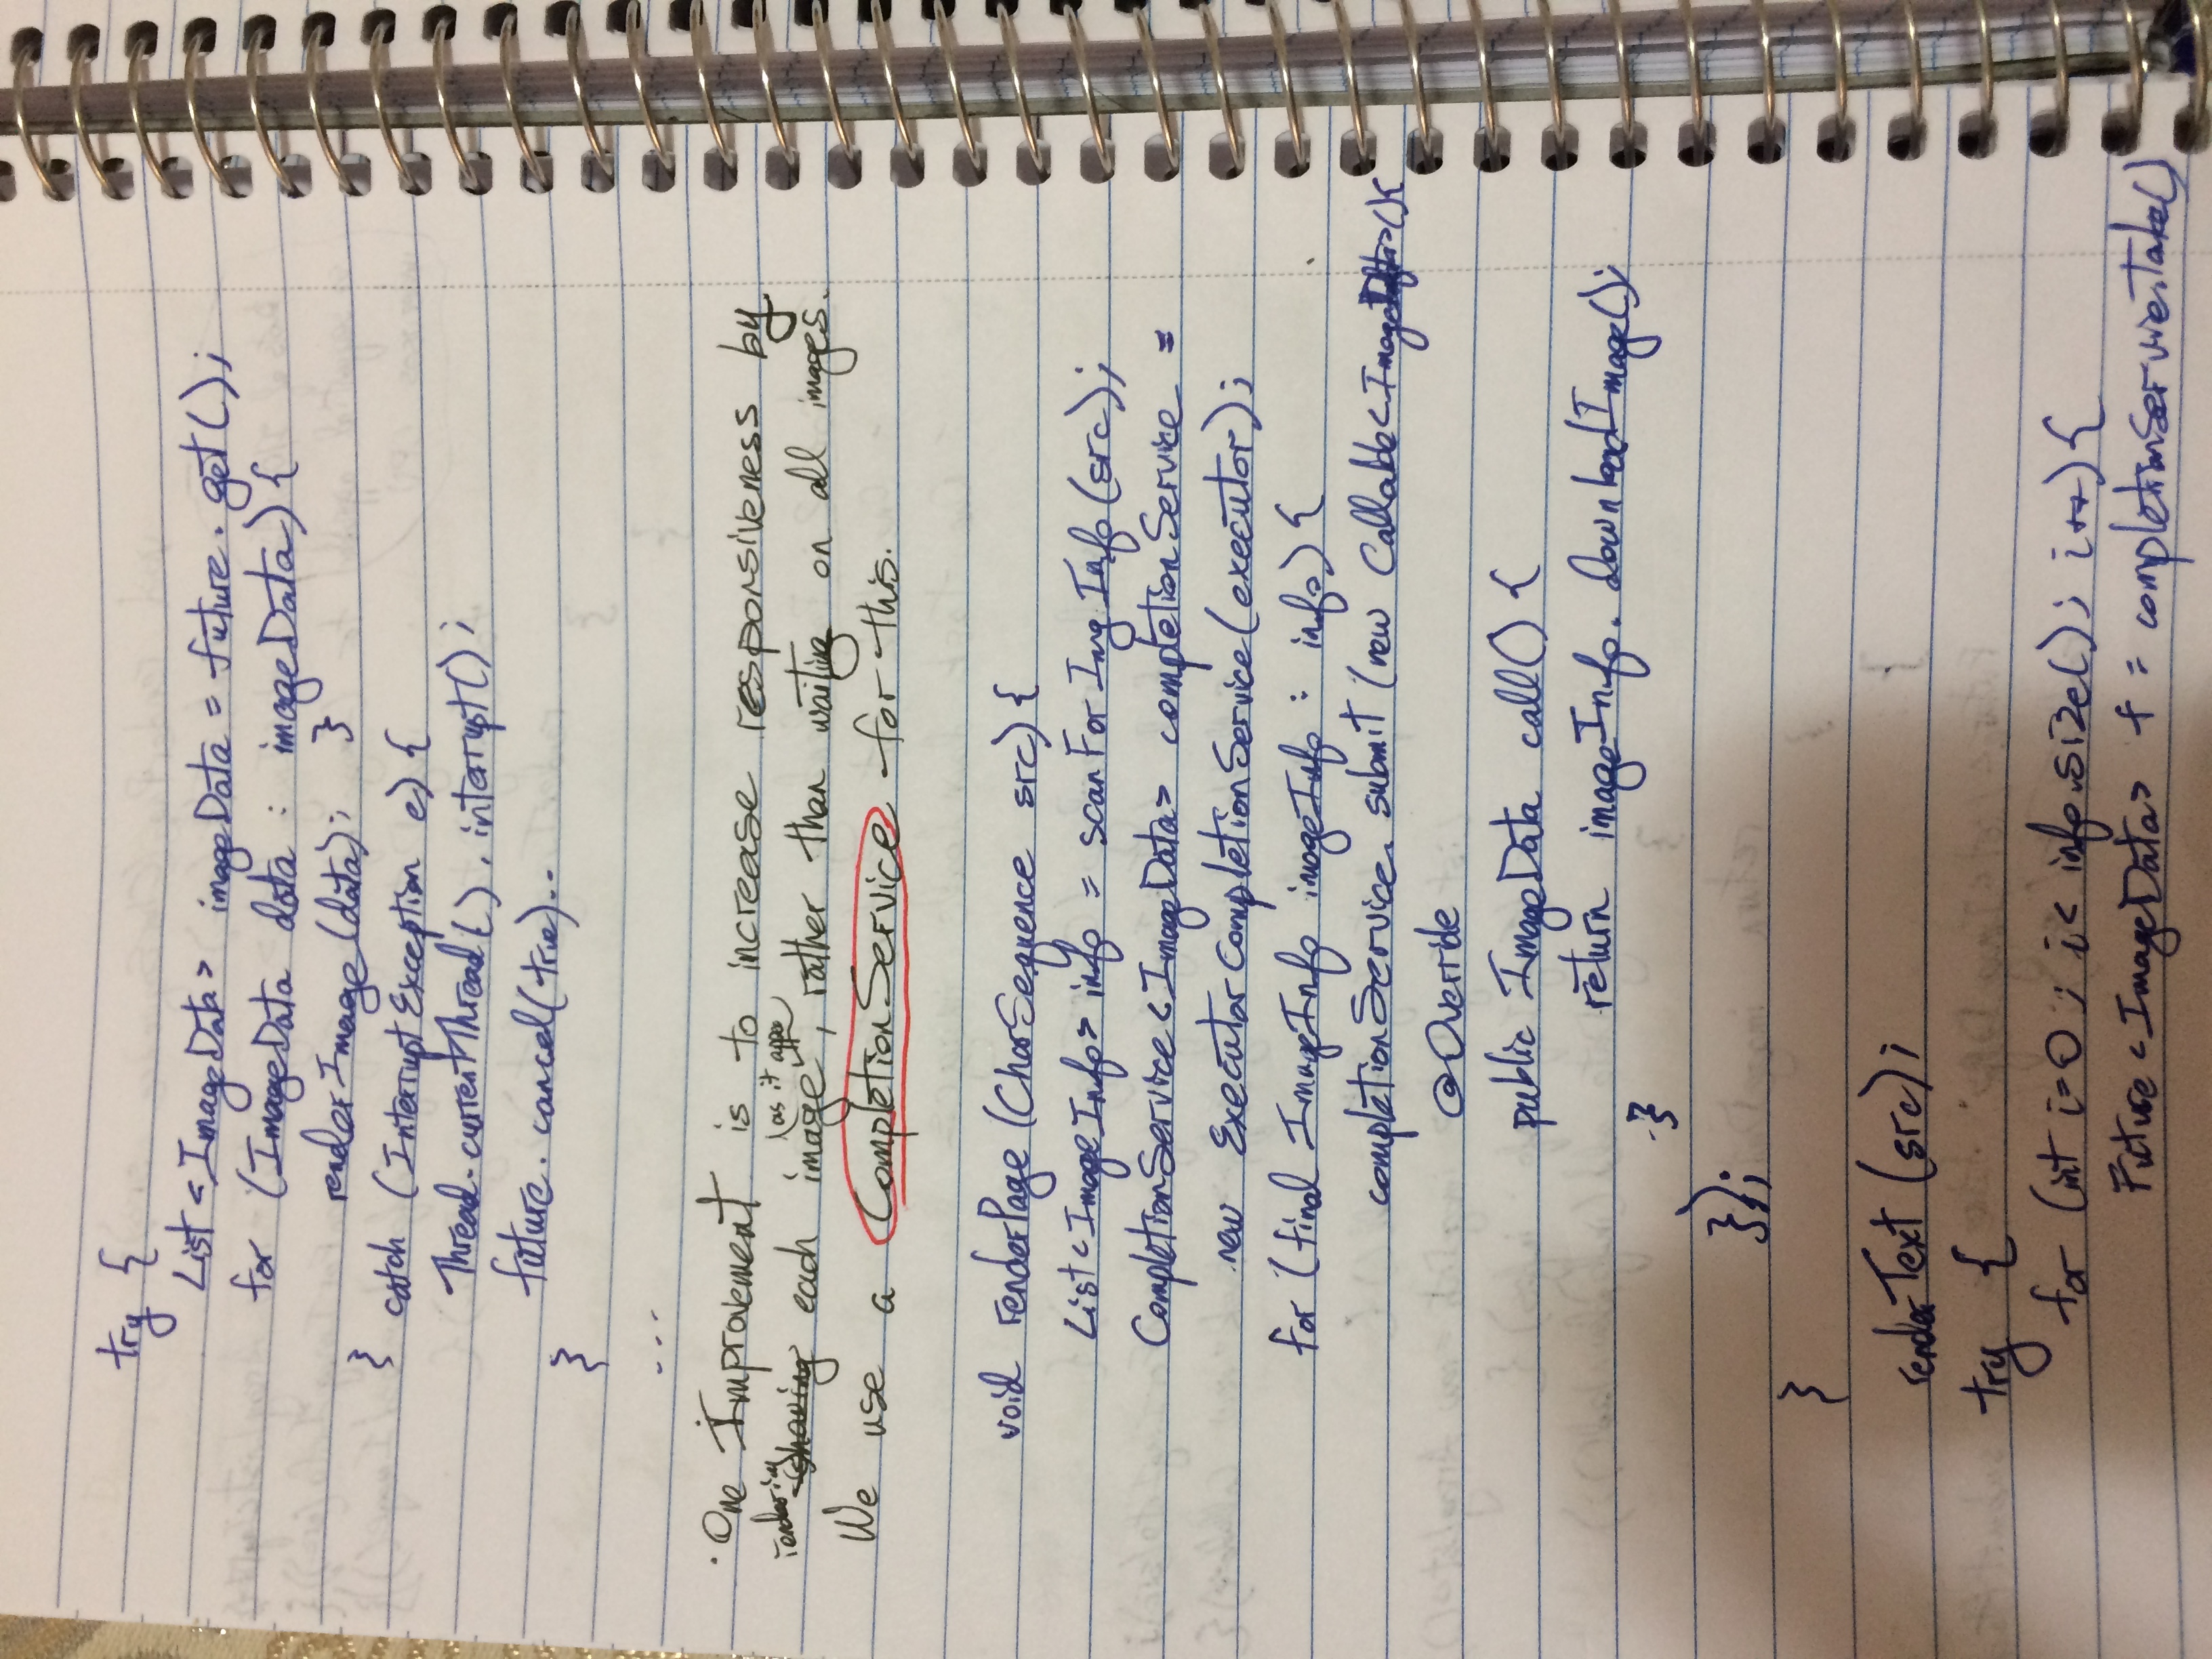 try {
List<ImageData> imageData = future.get();
for (ImageData data : imageData) {
renderImage(data); }
} catch (InterruptException e) {
Thread.currentThread().interrupt();
future.cancel(true)..
}
...
· One Improvement is to increase responsiveness by
rendering sharing each image (as it appe), rather than waiting on all images.
We use a CompletionService for this.
void renderPage (CharSequence src) {
List<ImageInfo> info = scanForImgInfo(src);
CompletionService<ImageData> completionService =
new ExecutorCompletionService(executor);
for (final ImageInfo imageInfo : info) {
completionService.submit (new Callable<ImageData>(){
@Override
public ImageData call() {
return imageInfo.downloadImage();
}
});
}
renderText (src);
try {
for (int i=0 ; i< info.size(); i++){
Future<ImageData> f = completionService.take()